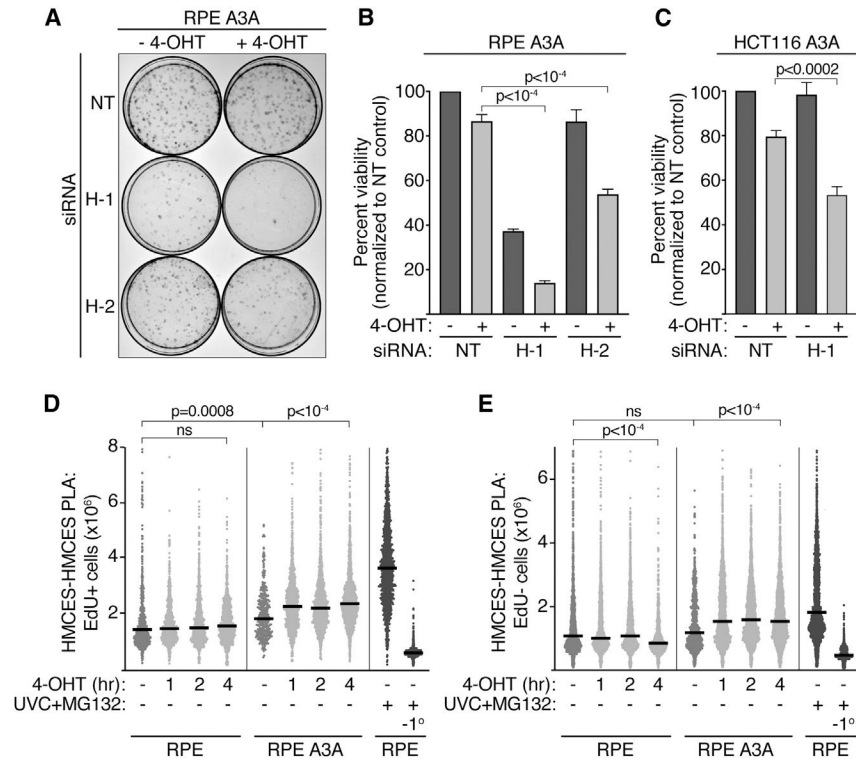 A
RPE A3A
- 4-OHT + 4-OHT
siRNA
NT
H-1
H-2
B
RPE A3A
p<10⁻⁴
p<10⁻⁴
Percent viability
(normalized to NT control)
100
80
60
40
20
4-OHT: - + - + - +
siRNA: NT H-1 H-2
C
HCT116 A3A
p<0.0002
Percent viability
(normalized to NT control)
100
80
60
40
20
4-OHT: - + - +
siRNA: NT H-1
D
p=0.0008 p<10⁻⁴
ns
HMCES-HMCES PLA:
EdU+ cells (x10⁶)
8
6
4
2
4-OHT (hr): - 1 2 4 - 1 2 4 - -
UVC+MG132: - - - - - - - - + +
-1º
RPE RPE A3A RPE
E
ns p<10⁻⁴
p<10⁻⁴
HMCES-HMCES PLA:
EdU- cells (x10⁶)
6
4
2
4-OHT (hr): - 1 2 4 - 1 2 4 - -
UVC+MG132: - - - - - - - - + +
-1º
RPE RPE A3A RPE